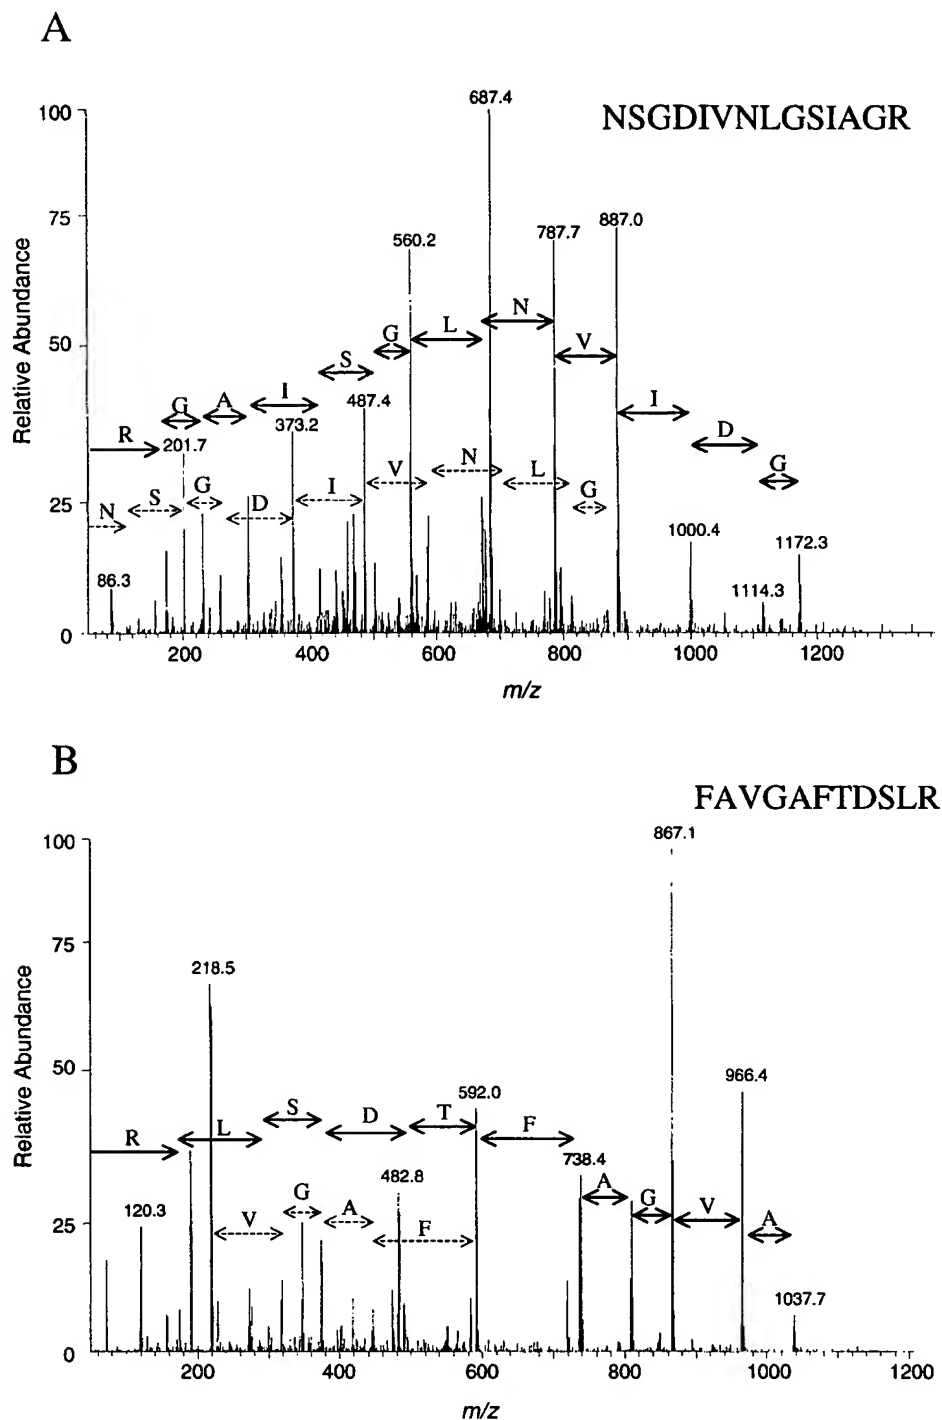 A
NSGDIVNLGSIAGR
Relative Abundance
100
75
50
25
0
687.4
887.0
787.7
560.2
N
L
G
V
S
I
487.4
A
G
373.2
I
R
201.7
D
G
N
S
G
D
I
V
N
L
G
86.3
1000.4
1172.3
1114.3
200 400 600 800 1000 1200
m/z
B
FAVGAFTDSLR
Relative Abundance
100
75
50
25
0
867.1
218.5
966.4
592.0
R
L
S
D
T
F
738.4
A
G
V
A
482.8
120.3
V
G
A
F
1037.7
200 400 600 800 1000 1200
m/z